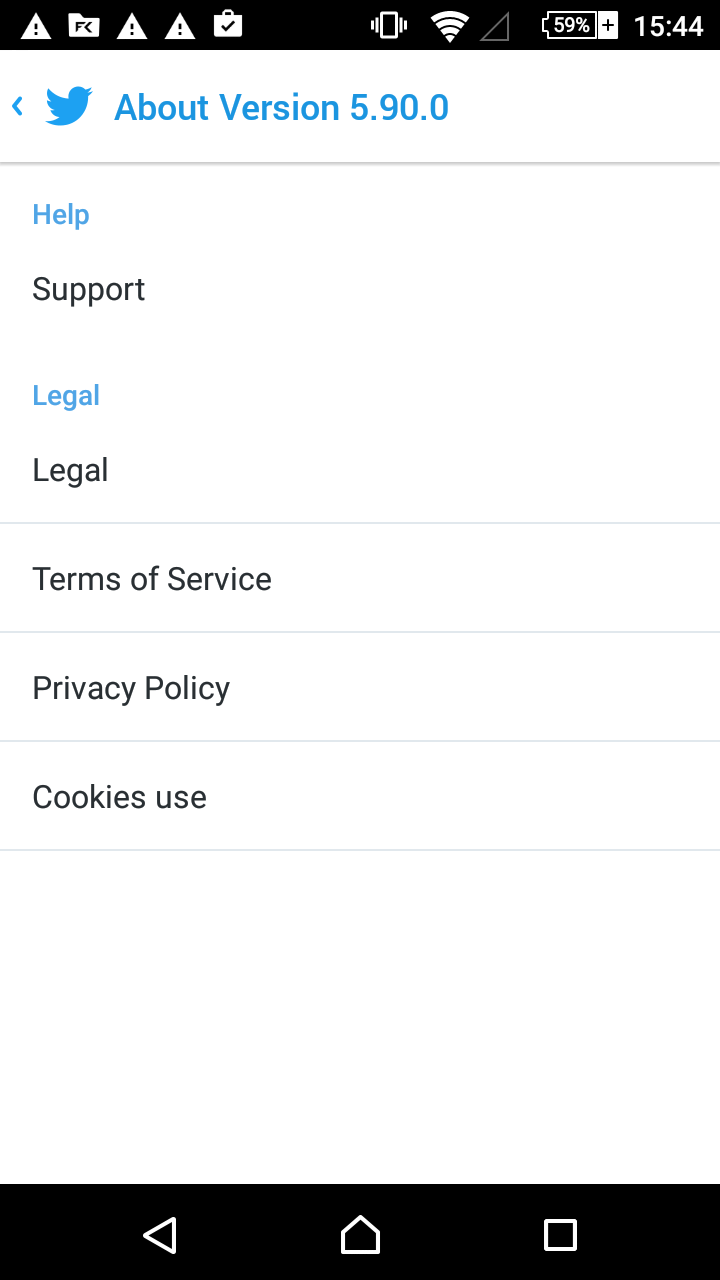 59% 15:44
About Version 5.90.0
Help
Support
Legal
Legal
Terms of Service
Privacy Policy
Cookies use